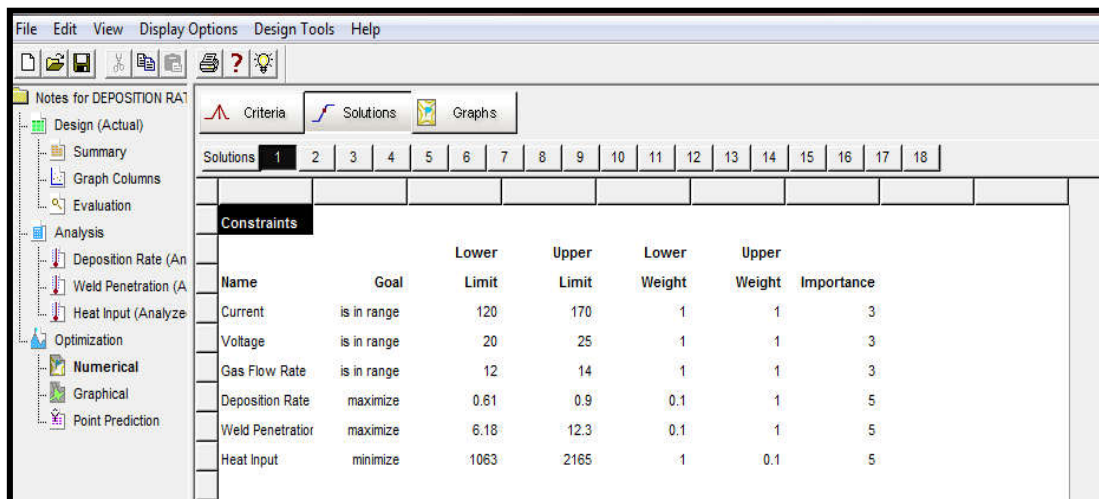 File Edit View Display Options Design Tools Help
?
Notes for DEPOSITION RAT
Design (Actual)
Summary
Graph Columns
Evaluation
Analysis
Deposition Rate (An
Weld Penetration (A
Heat Input (Analyze
Optimization
Numerical
Graphical
Point Prediction
Criteria Solutions Graphs
Solutions 1 2 3 4 5 6 7 8 9 10 11 12 13 14 15 16 17 18
Constraints
Lower Upper Lower Upper
Name Goal Limit Limit Weight Weight Importance
Current is in range 120 170 1 1 3
Voltage is in range 20 25 1 1 3
Gas Flow Rate is in range 12 14 1 1 3
Deposition Rate maximize 0.61 0.9 0.1 1 5
Weld Penetration maximize 6.18 12.3 0.1 1 5
Heat Input minimize 1063 2165 1 0.1 5